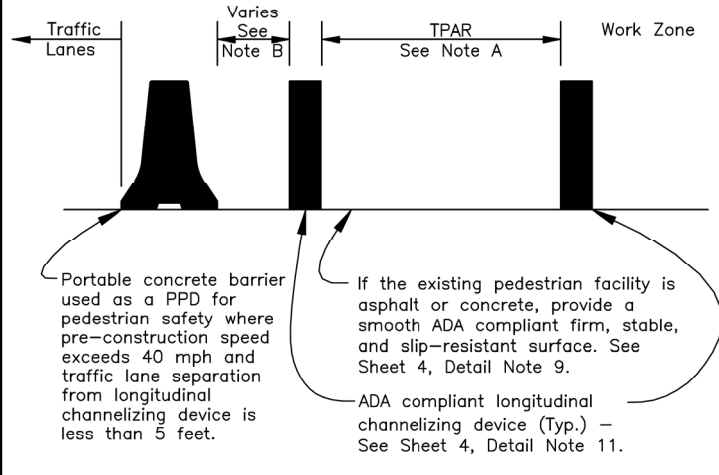 Traffic
Lanes
Varies
See
Note B
TPAR
See Note A
Work Zone
Portable concrete barrier
used as a PPD for
pedestrian safety where
pre-construction speed
exceeds 40 mph and
traffic lane separation
from longitudinal
channelizing device is
less than 5 feet.
If the existing pedestrian facility is
asphalt or concrete, provide a
smooth ADA compliant firm, stable,
and slip-resistant surface. See
Sheet 4, Detail Note 9.
ADA compliant longitudinal
channelizing device (Typ.) –
See Sheet 4, Detail Note 11.